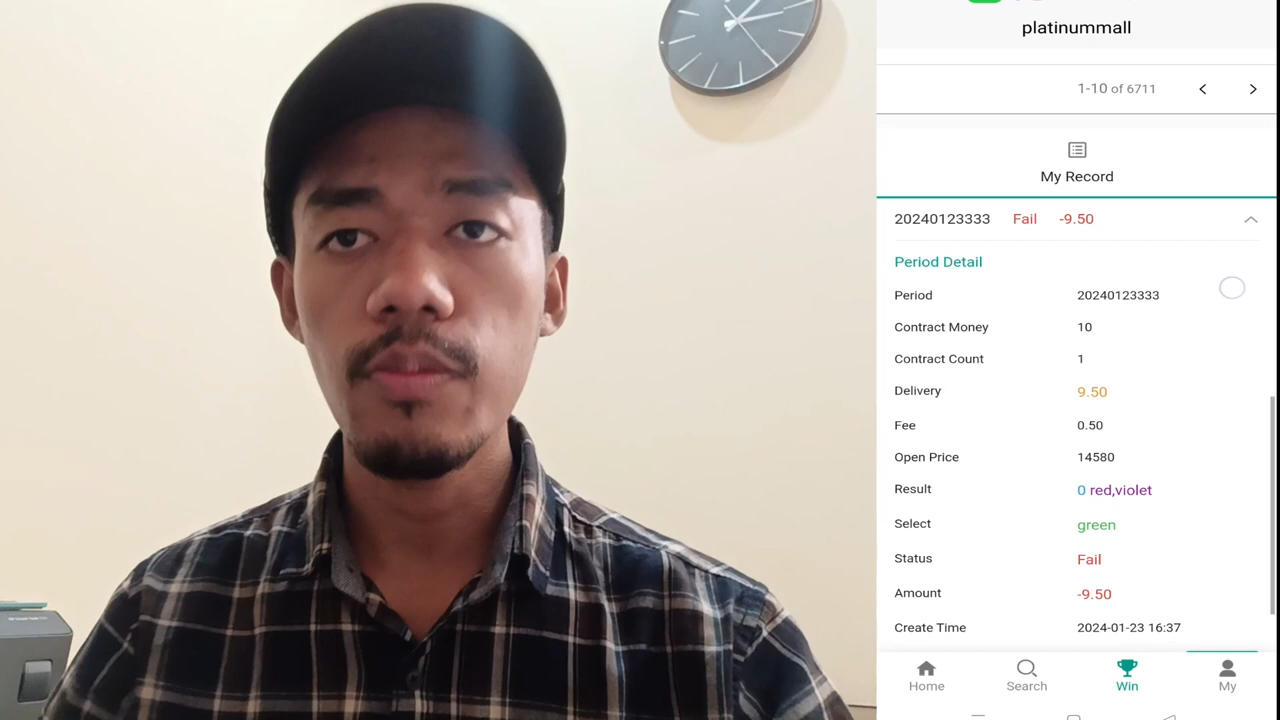 platinummall
1-10 of 6711
My Record
20240123333 Fail -9.50
Period Detail
Period 20240123333
Contract Money 10
Contract Count 1
Delivery 9.50
Fee 0.50
Open Price 14580
Result 0 red,violet
Select green
Status Fail
Amount -9.50
Create Time 2024-01-23 16:37
Home Search Win My